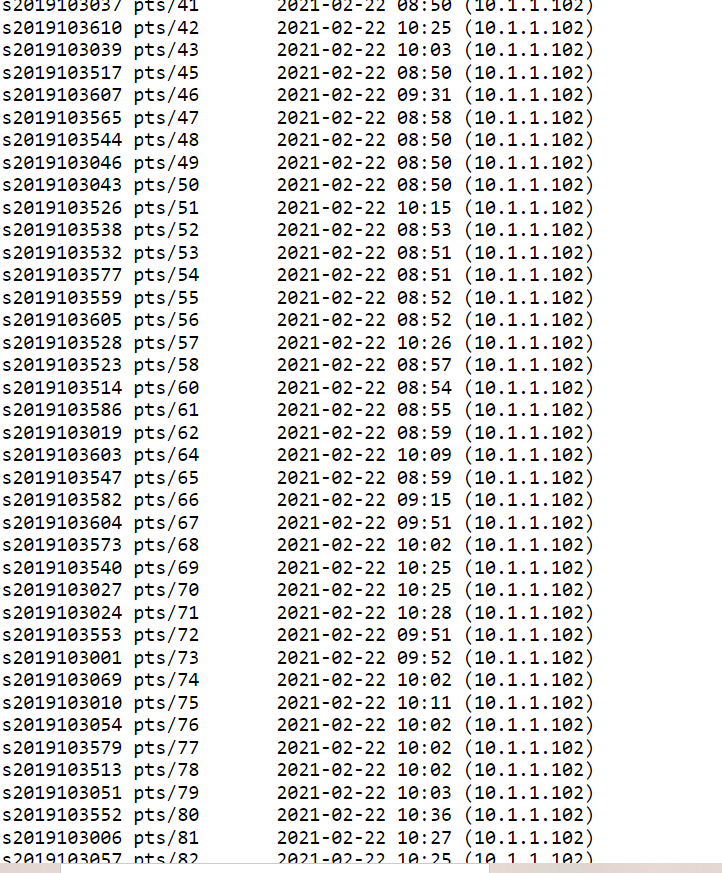 s2019103037 pts/41 2021-02-22 08:50 (10.1.1.102)
s2019103610 pts/42 2021-02-22 10:25 (10.1.1.102)
s2019103039 pts/43 2021-02-22 10:03 (10.1.1.102)
s2019103517 pts/45 2021-02-22 08:50 (10.1.1.102)
s2019103607 pts/46 2021-02-22 09:31 (10.1.1.102)
s2019103565 pts/47 2021-02-22 08:58 (10.1.1.102)
s2019103544 pts/48 2021-02-22 08:50 (10.1.1.102)
s2019103046 pts/49 2021-02-22 08:50 (10.1.1.102)
s2019103043 pts/50 2021-02-22 08:50 (10.1.1.102)
s2019103526 pts/51 2021-02-22 10:15 (10.1.1.102)
s2019103538 pts/52 2021-02-22 08:53 (10.1.1.102)
s2019103532 pts/53 2021-02-22 08:51 (10.1.1.102)
s2019103577 pts/54 2021-02-22 08:51 (10.1.1.102)
s2019103559 pts/55 2021-02-22 08:52 (10.1.1.102)
s2019103605 pts/56 2021-02-22 08:52 (10.1.1.102)
s2019103528 pts/57 2021-02-22 10:26 (10.1.1.102)
s2019103523 pts/58 2021-02-22 08:57 (10.1.1.102)
s2019103514 pts/60 2021-02-22 08:54 (10.1.1.102)
s2019103586 pts/61 2021-02-22 08:55 (10.1.1.102)
s2019103019 pts/62 2021-02-22 08:59 (10.1.1.102)
s2019103603 pts/64 2021-02-22 10:09 (10.1.1.102)
s2019103547 pts/65 2021-02-22 08:59 (10.1.1.102)
s2019103582 pts/66 2021-02-22 09:15 (10.1.1.102)
s2019103604 pts/67 2021-02-22 09:51 (10.1.1.102)
s2019103573 pts/68 2021-02-22 10:02 (10.1.1.102)
s2019103540 pts/69 2021-02-22 10:25 (10.1.1.102)
s2019103027 pts/70 2021-02-22 10:25 (10.1.1.102)
s2019103024 pts/71 2021-02-22 10:28 (10.1.1.102)
s2019103553 pts/72 2021-02-22 09:51 (10.1.1.102)
s2019103001 pts/73 2021-02-22 09:52 (10.1.1.102)
s2019103069 pts/74 2021-02-22 10:02 (10.1.1.102)
s2019103010 pts/75 2021-02-22 10:11 (10.1.1.102)
s2019103054 pts/76 2021-02-22 10:02 (10.1.1.102)
s2019103579 pts/77 2021-02-22 10:02 (10.1.1.102)
s2019103513 pts/78 2021-02-22 10:02 (10.1.1.102)
s2019103051 pts/79 2021-02-22 10:03 (10.1.1.102)
s2019103552 pts/80 2021-02-22 10:36 (10.1.1.102)
s2019103006 pts/81 2021-02-22 10:27 (10.1.1.102)
s2019103057 pts/82 2021-02-22 10:25 (10.1.1.102)